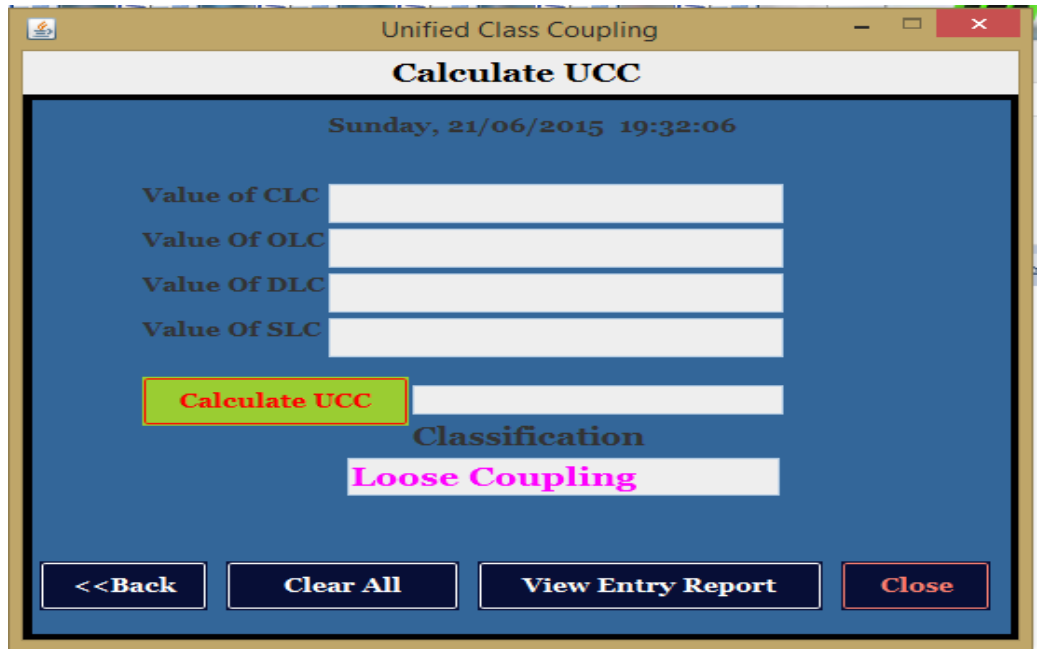 Unified Class Coupling
Calculate UCC
Sunday, 21/06/2015 19:32:06
Value of CLC
Value Of OLC
Value Of DLC
Value Of SLC
Calculate UCC
Classification
Loose Coupling
<<Back Clear All View Entry Report Close